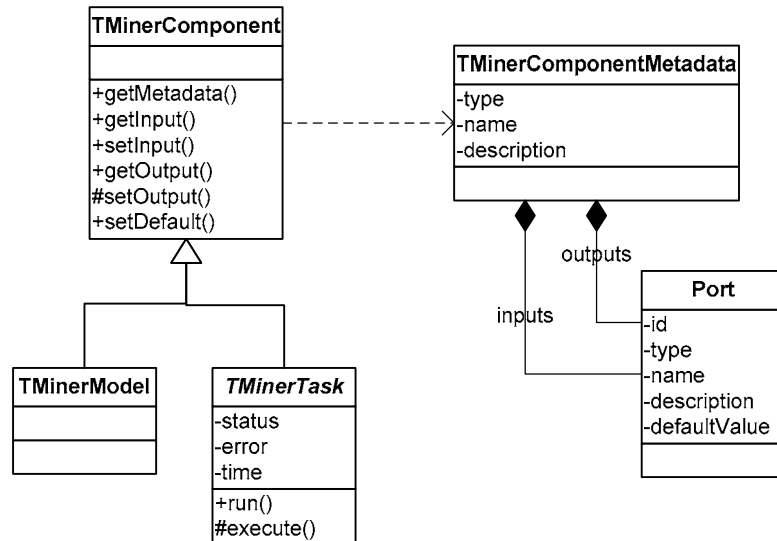 TMinerComponent
+getMetadata()
+getInput()
+setInput()
+getOutput()
#setOutput()
+setDefault()
TMinerComponentMetadata
-type
-name
-description
outputs
inputs
Port
-id
-type
-name
-description
-defaultValue
TMinerModel
TMinerTask
-status
-error
-time
+run()
#execute()